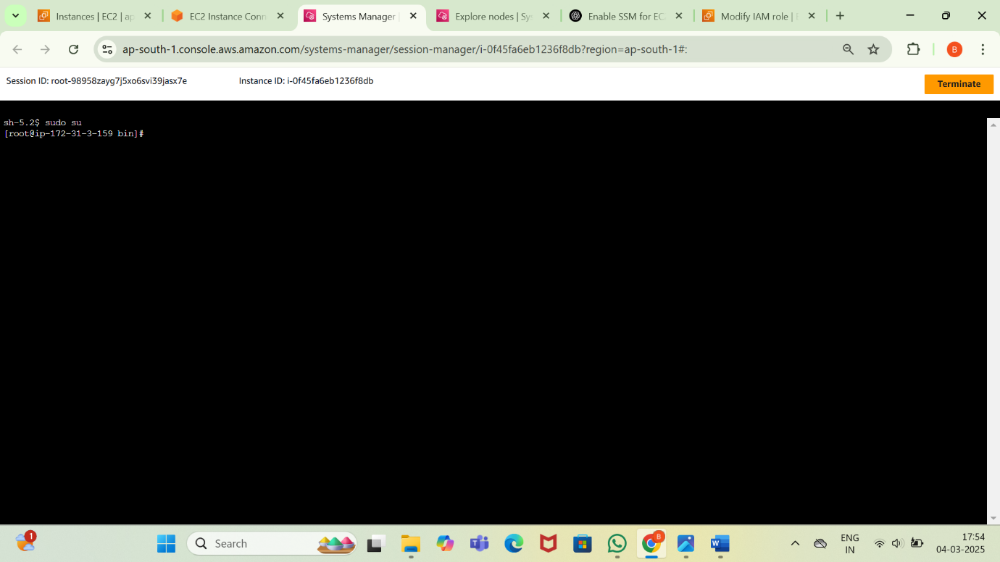 Instances | EC2 | ap
EC2 Instance Conn
Systems Manager |
Explore nodes | Sys
Enable SSM for EC
Modify IAM role | E
ap-south-1.console.aws.amazon.com/systems-manager/session-manager/i-0f45fa6eb1236f8db?region=ap-south-1#:
B
Session ID: root-98958zayg7j5xo6svi39jasx7e
Instance ID: i-0f45fa6eb1236f8db
Terminate
sh-5.2$ sudo su
[root@ip-172-31-3-159 bin]#
1
Search
B
ENG
IN
17:54
04-03-2025